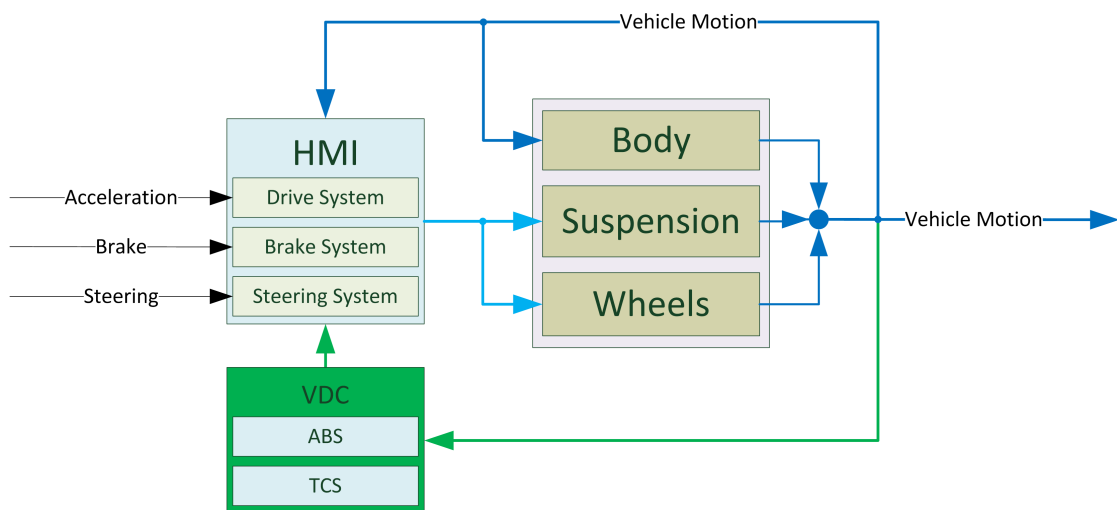 Vehicle Motion
HMI
Body
Acceleration
Drive System
Suspension
Vehicle Motion
Brake
Brake System
Steering
Steering System
Wheels
VDC
ABS
TCS